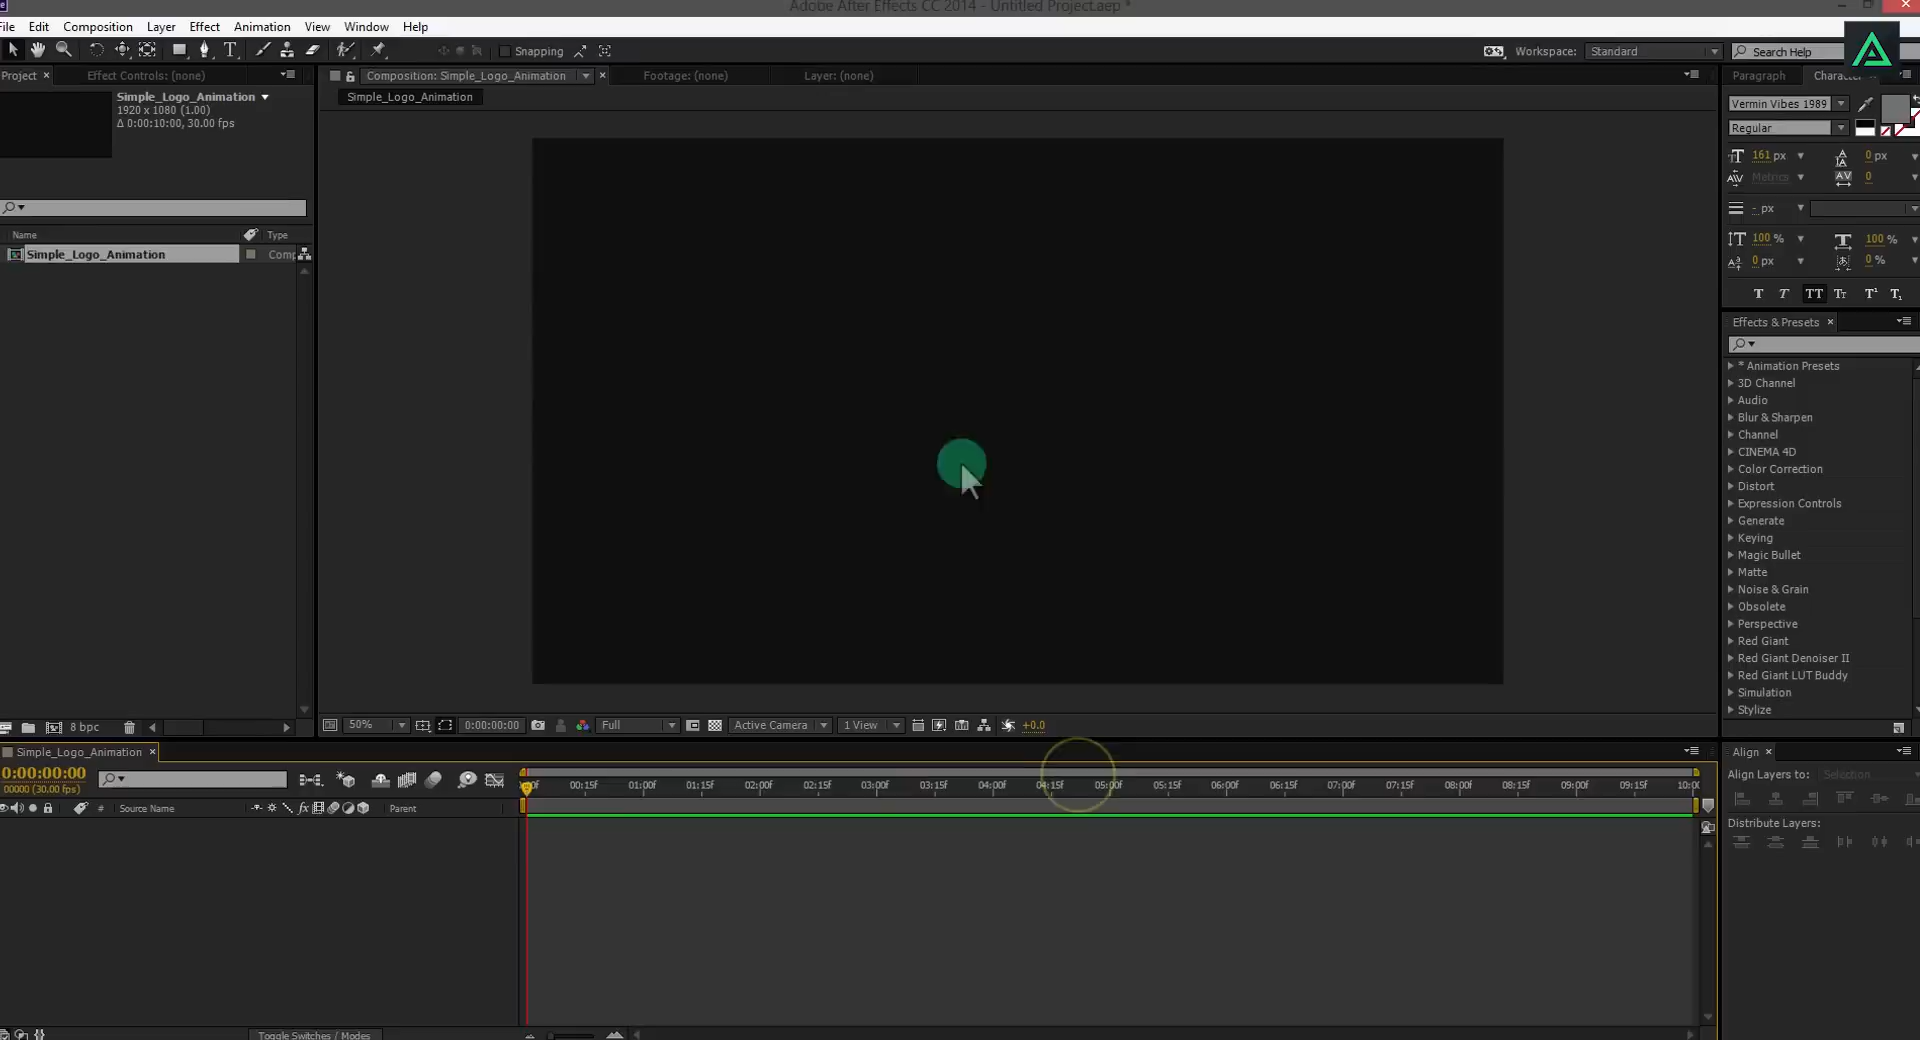 Adobe After Effects CC 2014 - Untitled Project.aep *
File Edit Composition Layer Effect Animation View Window Help
Snapping
Workspace: Standard
Search Help
Project Effect Controls: (none)
Composition: Simple_Logo_Animation
Footage: (none)
Layer: (none)
Paragraph
Simple_Logo_Animation
1920 x 1080 (1.00)
Δ 0:00:10:00, 30.00 fps
Simple_Logo_Animation
Vermin Vibes 1989
Regular
161 px
0 px
Metrics
0
- px
100 %
100 %
0 px
0 %
Name Type
Simple_Logo_Animation
Effects & Presets
* Animation Presets
3D Channel
Audio
Blur & Sharpen
Channel
CINEMA 4D
Color Correction
Distort
Expression Controls
Generate
Keying
Magic Bullet
Matte
Noise & Grain
Obsolete
Perspective
Red Giant
Red Giant Denoiser II
Red Giant LUT Buddy
Simulation
Stylize
8 bpc
50%
0:00:00:00
Full
Active Camera
1 View
+0.0
Simple_Logo_Animation
0:00:00:00
00000 (30.00 fps)
00:15f 01:00f 01:15f 02:00f 02:15f 03:00f 03:15f 04:00f 04:15f 05:00f 05:15f 06:00f 06:15f 07:00f 07:15f 08:00f 08:15f 09:00f 09:15f
# Source Name
Parent
Align
Align Layers to: Selection
Distribute Layers:
Toggle Switches / Modes